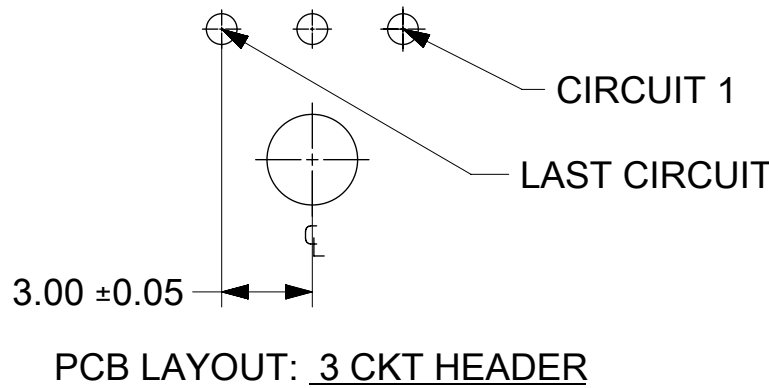 CIRCUIT 1
LAST CIRCUIT
℄
3.00 ±0.05
PCB LAYOUT: 3 CKT HEADER